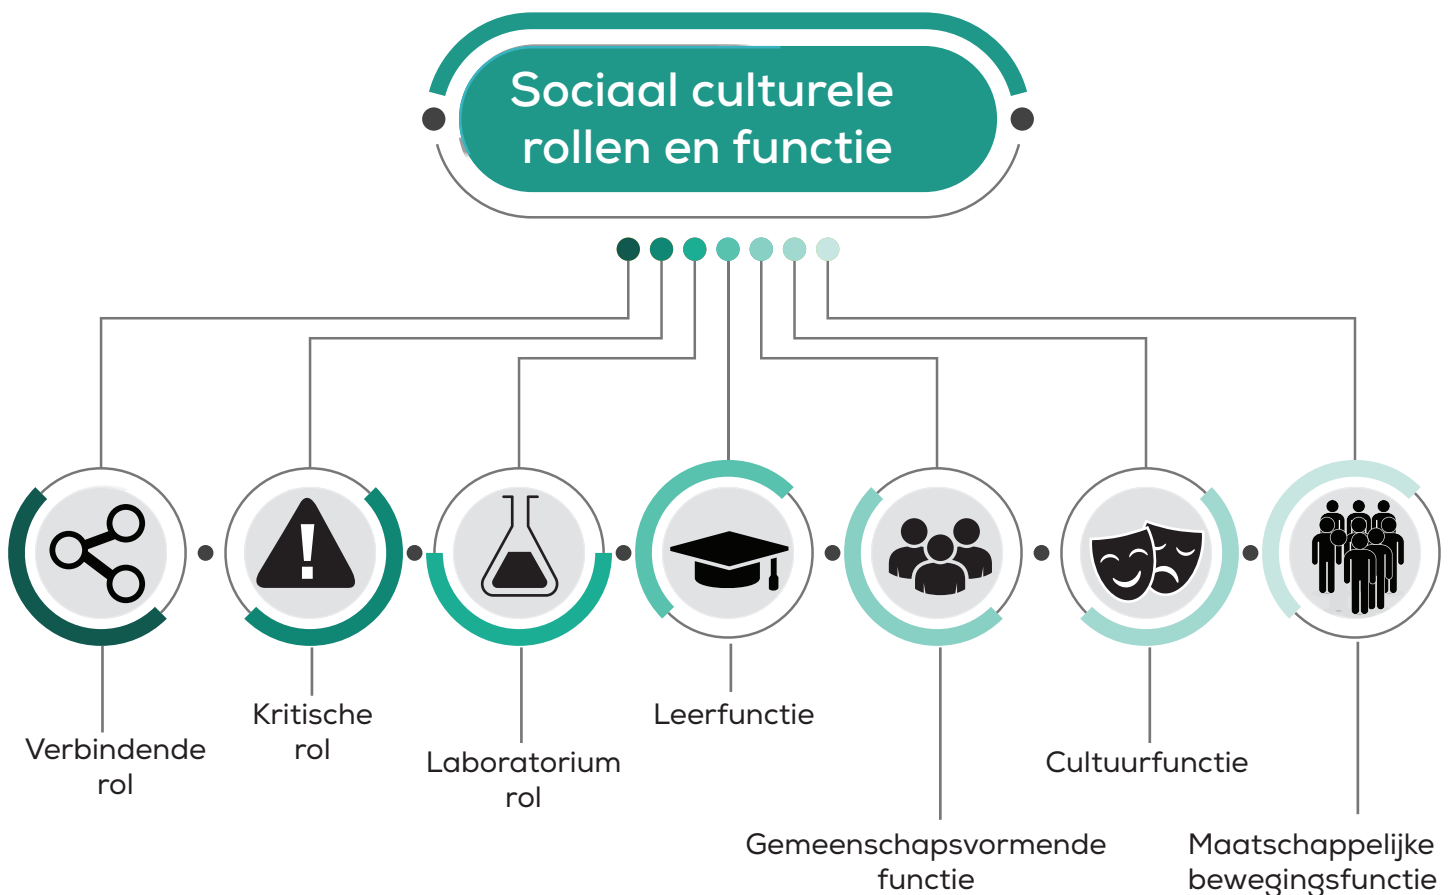 Sociaal culturele
rollen en functie
Verbindende
rol
Kritische
rol
Laboratorium
rol
Leerfunctie
Gemeenschapsvormende
functie
Cultuurfunctie
Maatschappelijke
bewegingsfunctie